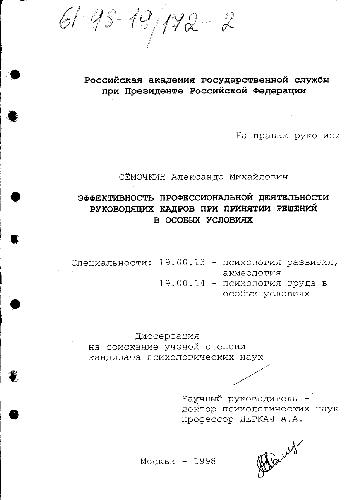 61-98-19/172-2
Российская академия государственной службы
при Президенте Российской Федерации
На правах рукописи
СЁМОЧКИН Александр Михайлович
ЭФФЕКТИВНОСТЬ ПРОФЕССИОНАЛЬНОЙ ДЕЯТЕЛЬНОСТИ
РУКОВОДЯЩИХ КАДРОВ ПРИ ПРИНЯТИИ РЕШЕНИЙ
В ОСОБЫХ УСЛОВИЯХ
Специальности: 19.00.13 - психология развития,
акмеология
19.00.14 - психология труда в
особых условиях
Диссертация
на соискание ученой степени
кандидата психологических наук
Научный руководитель -
доктор психологических наук
профессор ДЕРКАЧ А.А.
Москва - 1998